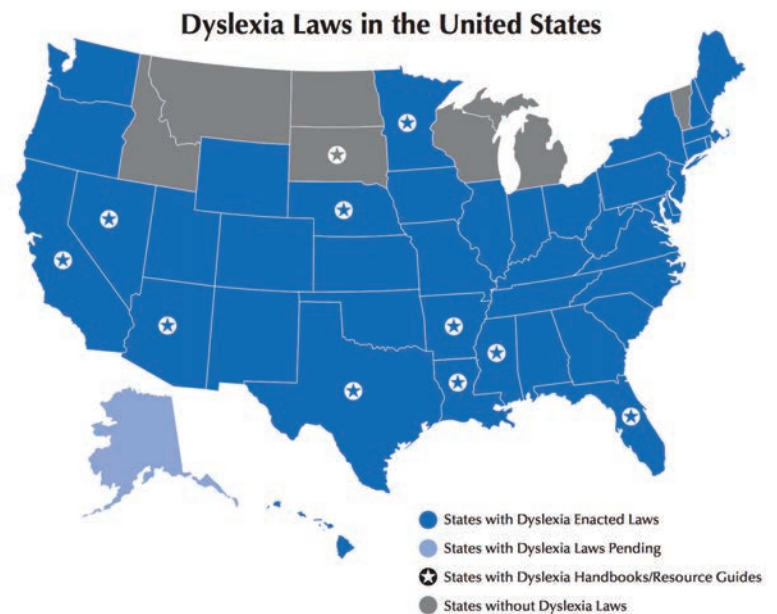 Dyslexia Laws in the United States
States with Dyslexia Enacted Laws
States with Dyslexia Laws Pending
States with Dyslexia Handbooks/Resource Guides
States without Dyslexia Laws